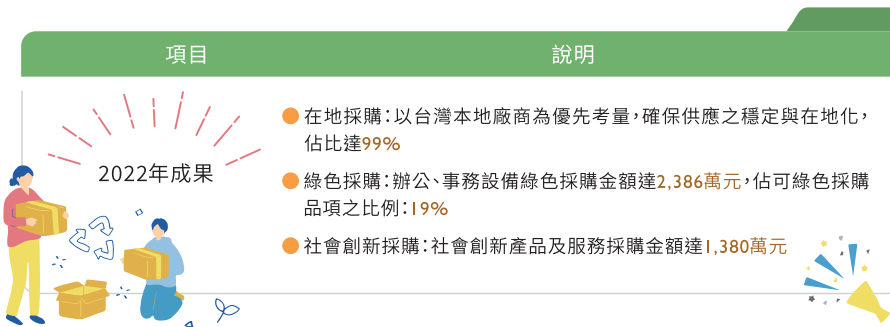 項目 說明
2022年成果
●在地採購：以台灣本地廠商為優先考量，確保供應之穩定與在地化，
佔比達99%
●綠色採購：辦公、事務設備綠色採購金額達2,386萬元，佔可綠色採購
品項之比例：19%
●社會創新採購：社會創新產品及服務採購金額達1,380萬元